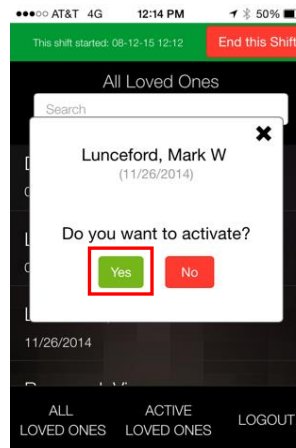 AT&T 4G 12:14 PM 50%
This shift started: 08-12-15 12:12 End this Shift
All Loved Ones
Search
Lunceford, Mark W
(11/26/2014)
Do you want to activate?
Yes No
11/26/2014
ALL LOVED ONES ACTIVE LOVED ONES LOGOUT